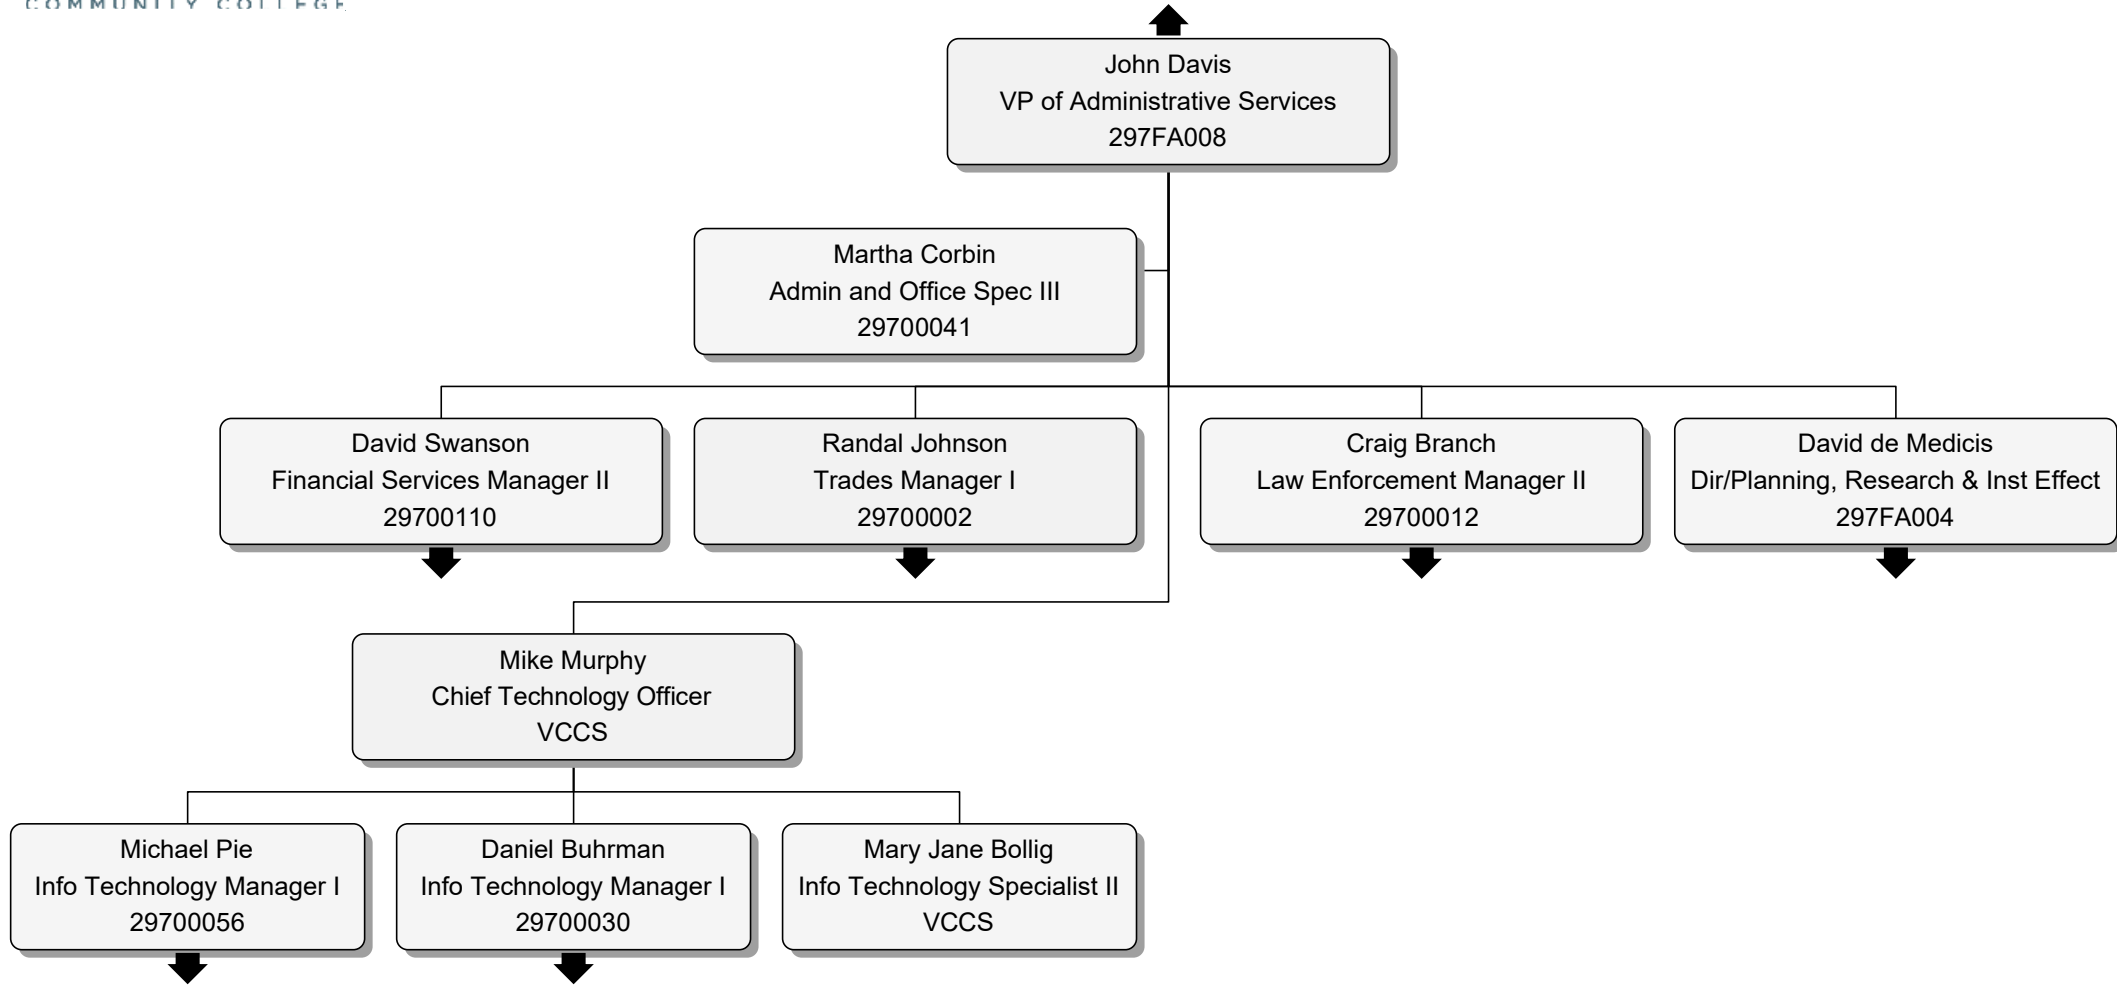 COMMUNITY COLLEGE
John Davis
VP of Administrative Services
297FA008
Martha Corbin
Admin and Office Spec III
29700041
David Swanson
Financial Services Manager II
29700110
Randal Johnson
Trades Manager I
29700002
Craig Branch
Law Enforcement Manager II
29700012
David de Medicis
Dir/Planning, Research & Inst Effect
297FA004
Mike Murphy
Chief Technology Officer
VCCS
Michael Pie
Info Technology Manager I
29700056
Daniel Buhrman
Info Technology Manager I
29700030
Mary Jane Bollig
Info Technology Specialist II
VCCS